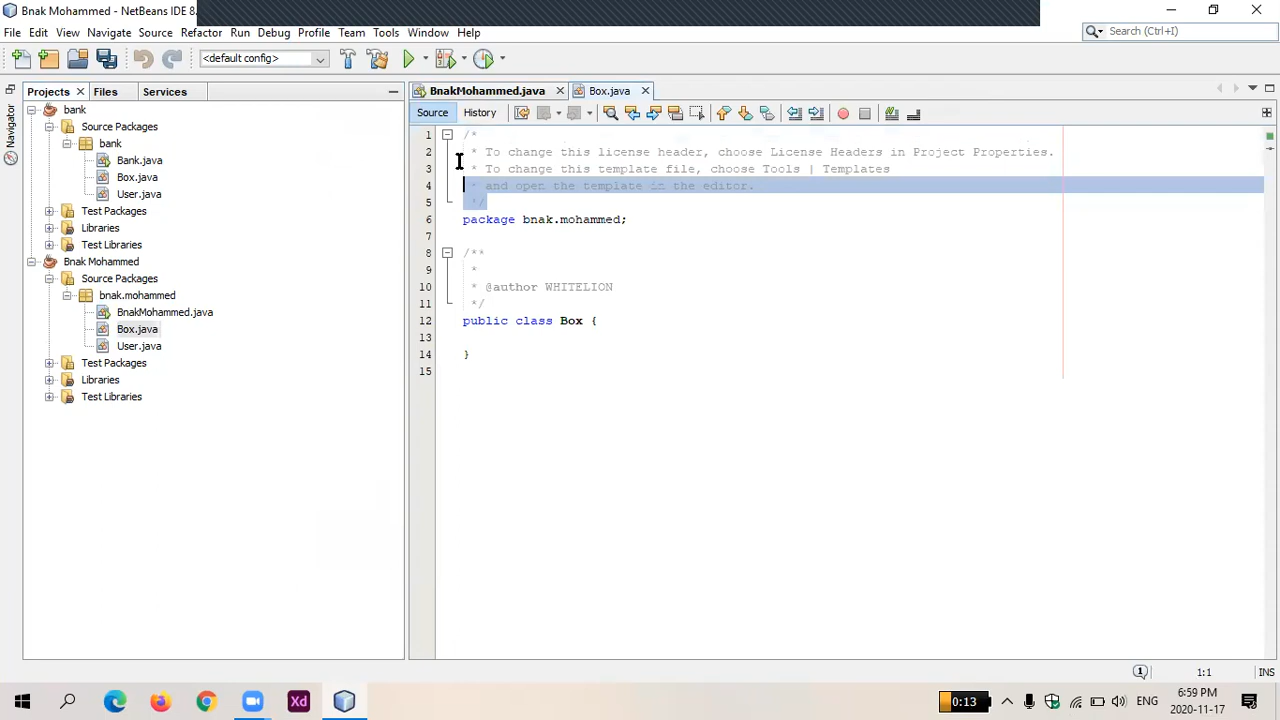 Bnak Mohammed - NetBeans IDE 8.
File Edit View Navigate Source Refactor Run Debug Profile Team Tools Window Help
Search (Ctrl+I)
<default config>
Projects Files Services
BnakMohammed.java Box.java
Navigator
Source History
bank
Source Packages
bank
Bank.java
Box.java
User.java
Test Packages
Libraries
Test Libraries
Bnak Mohammed
Source Packages
bnak.mohammed
BnakMohammed.java
Box.java
User.java
Test Packages
Libraries
Test Libraries
1 /*
2 * To change this license header, choose License Headers in Project Properties.
3 * To change this template file, choose Tools | Templates
4 * and open the template in the editor.
5 */
6 package bnak.mohammed;
7
8 /**
9 *
10 * @author WHITELION
11 */
12 public class Box {
13
14 }
15
1 1:1 INS
Xd
0:13
ENG
6:59 PM
2020-11-17